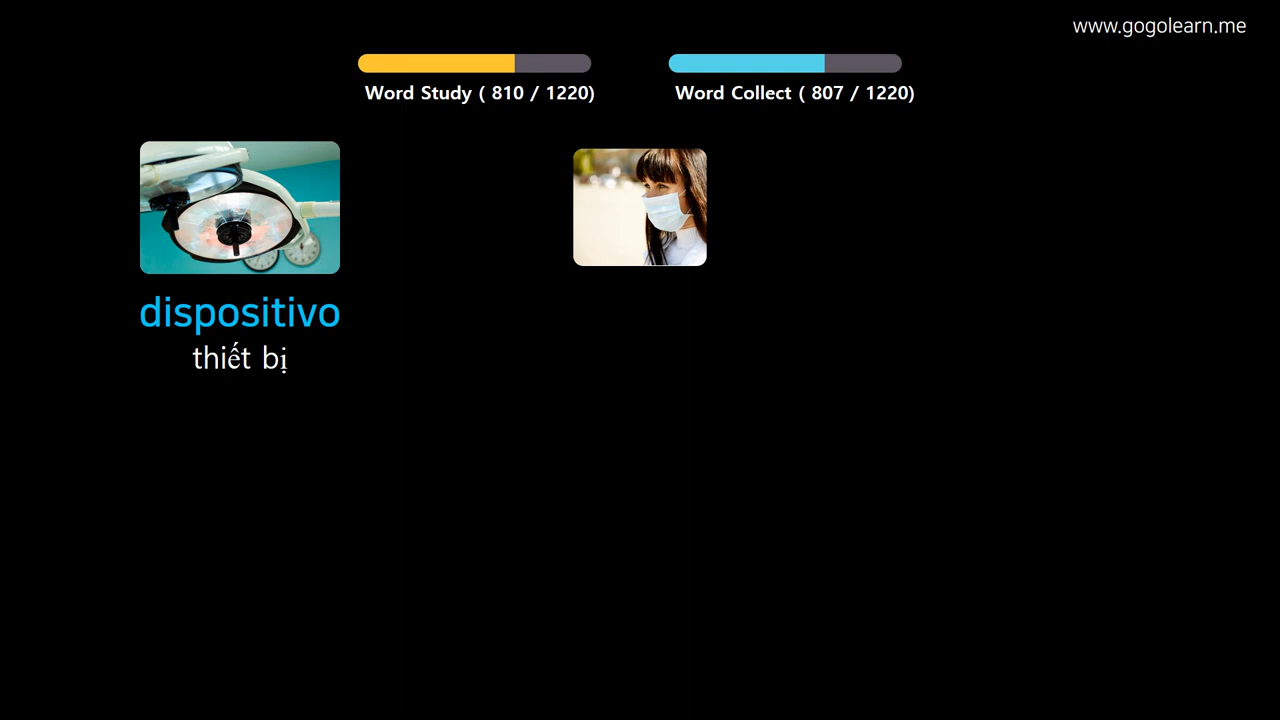 www.gogolearn.me
Word Study ( 810 / 1220)
Word Collect ( 807 / 1220)
dispositivo
thiết bị